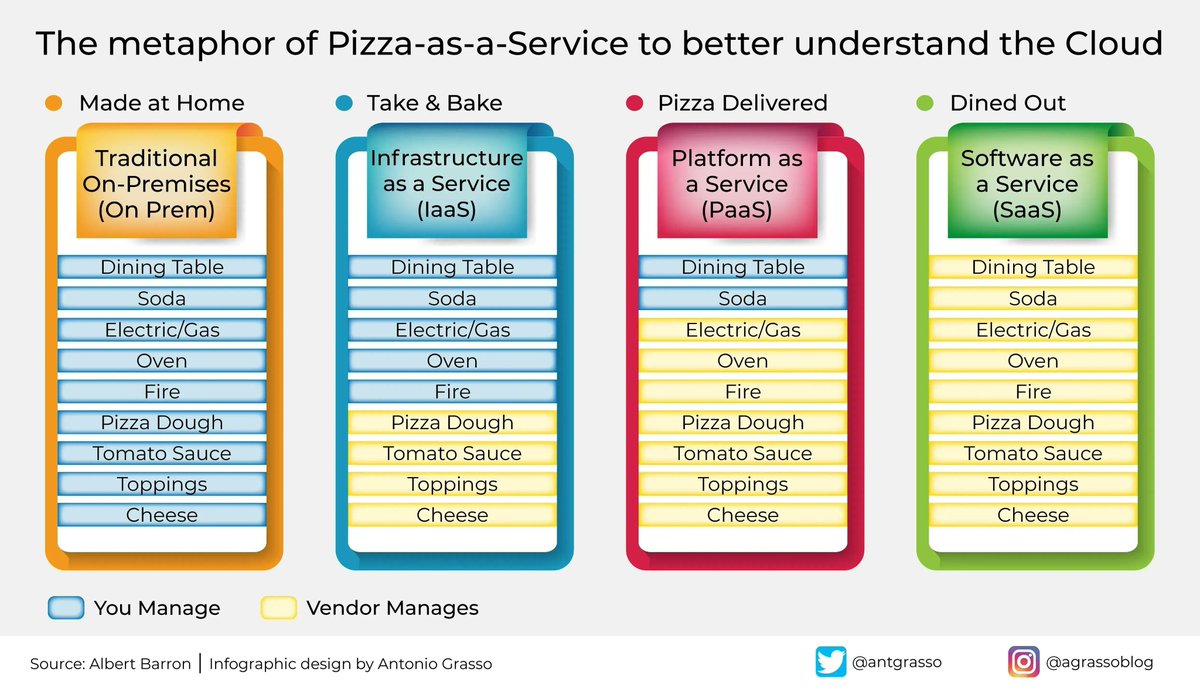 The metaphor of Pizza-as-a-Service to better understand the Cloud
Made at Home
Traditional
On-Premises
(On Prem)
Dining Table
Soda
Electric/Gas
Oven
Fire
Pizza Dough
Tomato Sauce
Toppings
Cheese
Take & Bake
Infrastructure
as a Service
(IaaS)
Dining Table
Soda
Electric/Gas
Oven
Fire
Pizza Dough
Tomato Sauce
Toppings
Cheese
Pizza Delivered
Platform as
a Service
(PaaS)
Dining Table
Soda
Electric/Gas
Oven
Fire
Pizza Dough
Tomato Sauce
Toppings
Cheese
Dined Out
Software as
a Service
(SaaS)
Dining Table
Soda
Electric/Gas
Oven
Fire
Pizza Dough
Tomato Sauce
Toppings
Cheese
You Manage
Vendor Manages
Source: Albert Barron | Infographic design by Antonio Grasso
@antgrasso
@agrassoblog